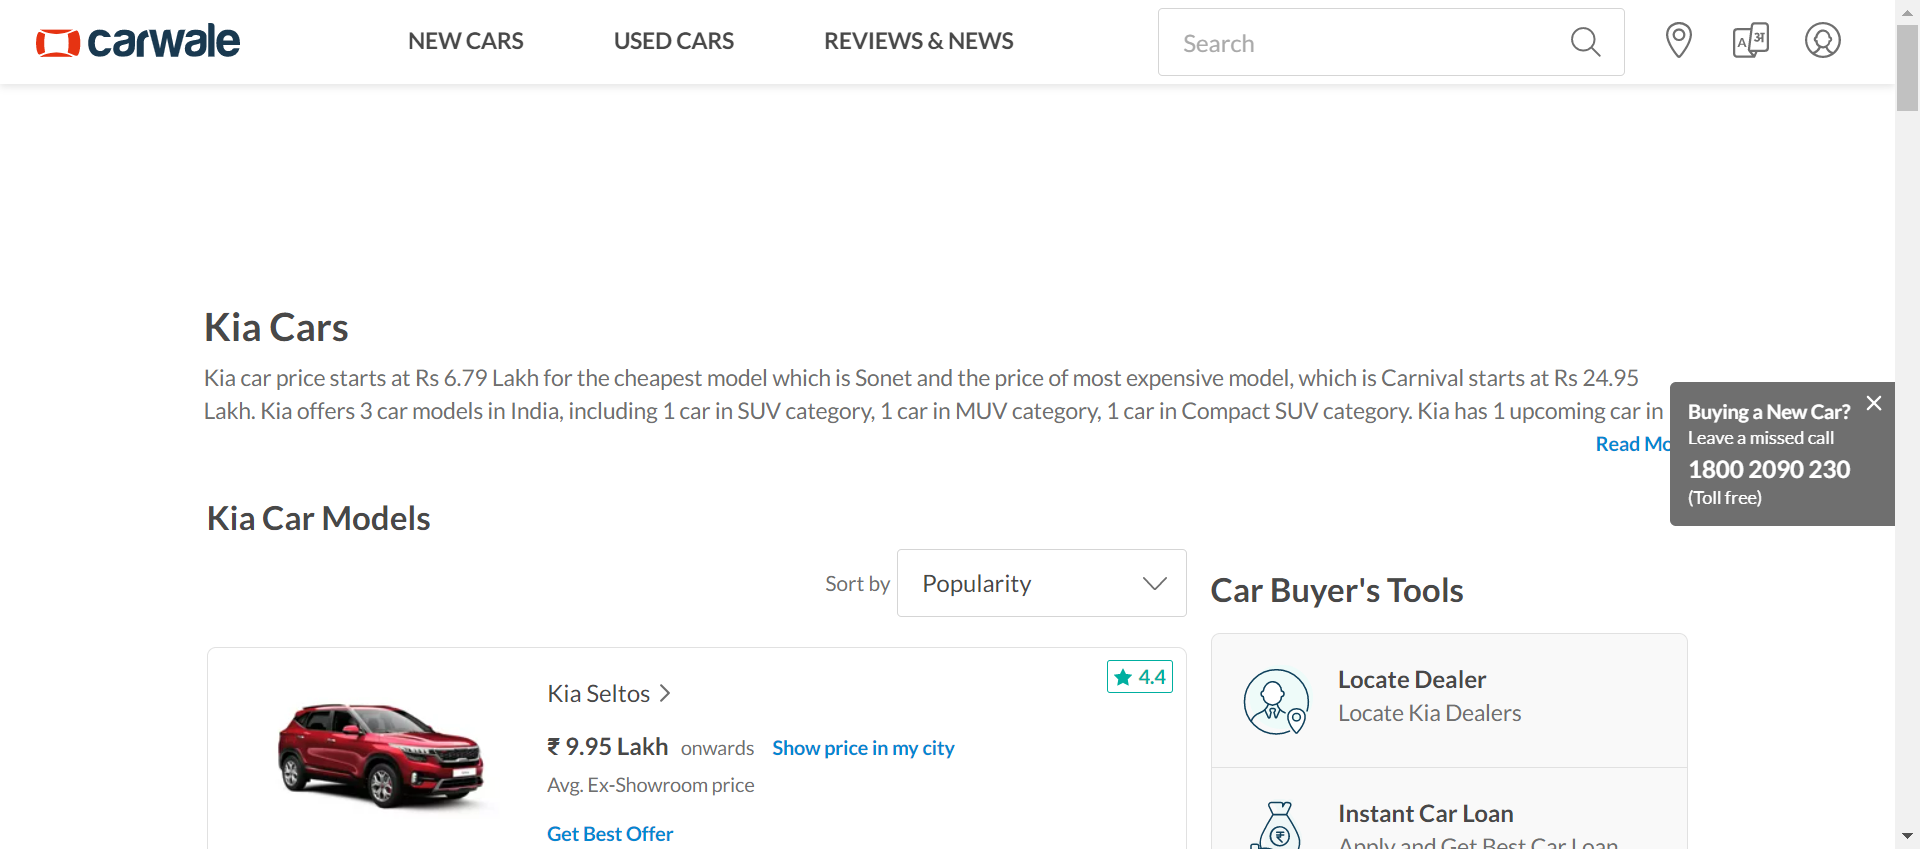 carwale
NEW CARS
USED CARS
REVIEWS & NEWS
Search
A अ
Kia Cars
Kia car price starts at Rs 6.79 Lakh for the cheapest model which is Sonet and the price of most expensive model, which is Carnival starts at Rs 24.95
Lakh. Kia offers 3 car models in India, including 1 car in SUV category, 1 car in MUV category, 1 car in Compact SUV category. Kia has 1 upcoming car in
Read Mo
Buying a New Car?
Leave a missed call
1800 2090 230
(Toll free)
Kia Car Models
Sort by
Popularity
Kia Seltos
4.4
₹ 9.95 Lakh onwards Show price in my city
Avg. Ex-Showroom price
Get Best Offer
Car Buyer's Tools
Locate Dealer
Locate Kia Dealers
Instant Car Loan
Apply and Get Best Car Loan